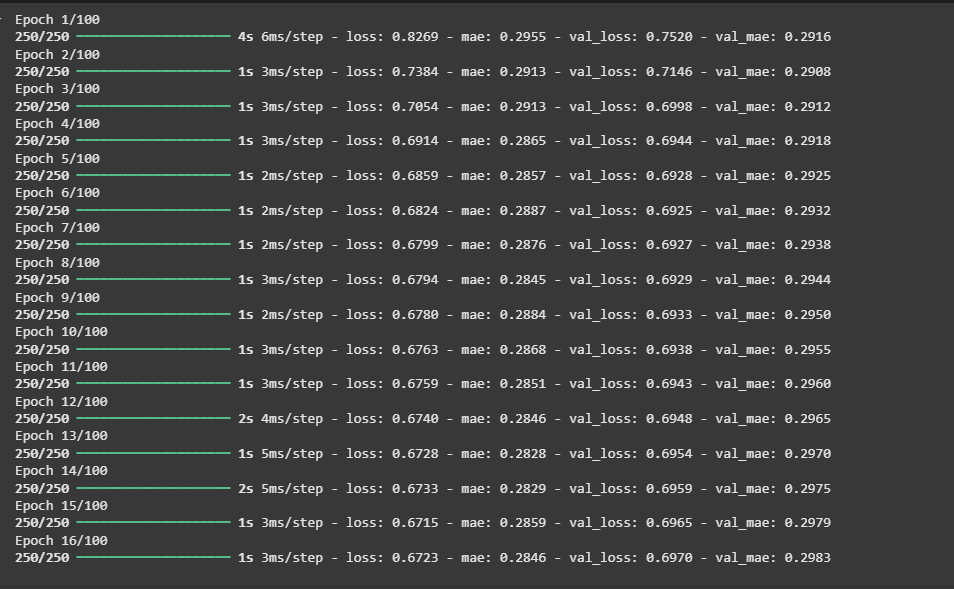 Epoch 1/100
250/250 ━━━━━━━━━━━━━━━━━━━━ 4s 6ms/step - loss: 0.8269 - mae: 0.2955 - val_loss: 0.7520 - val_mae: 0.2916
Epoch 2/100
250/250 ━━━━━━━━━━━━━━━━━━━━ 1s 3ms/step - loss: 0.7384 - mae: 0.2913 - val_loss: 0.7146 - val_mae: 0.2908
Epoch 3/100
250/250 ━━━━━━━━━━━━━━━━━━━━ 1s 3ms/step - loss: 0.7054 - mae: 0.2913 - val_loss: 0.6998 - val_mae: 0.2912
Epoch 4/100
250/250 ━━━━━━━━━━━━━━━━━━━━ 1s 3ms/step - loss: 0.6914 - mae: 0.2865 - val_loss: 0.6944 - val_mae: 0.2918
Epoch 5/100
250/250 ━━━━━━━━━━━━━━━━━━━━ 1s 2ms/step - loss: 0.6859 - mae: 0.2857 - val_loss: 0.6928 - val_mae: 0.2925
Epoch 6/100
250/250 ━━━━━━━━━━━━━━━━━━━━ 1s 2ms/step - loss: 0.6824 - mae: 0.2887 - val_loss: 0.6925 - val_mae: 0.2932
Epoch 7/100
250/250 ━━━━━━━━━━━━━━━━━━━━ 1s 2ms/step - loss: 0.6799 - mae: 0.2876 - val_loss: 0.6927 - val_mae: 0.2938
Epoch 8/100
250/250 ━━━━━━━━━━━━━━━━━━━━ 1s 3ms/step - loss: 0.6794 - mae: 0.2845 - val_loss: 0.6929 - val_mae: 0.2944
Epoch 9/100
250/250 ━━━━━━━━━━━━━━━━━━━━ 1s 2ms/step - loss: 0.6780 - mae: 0.2884 - val_loss: 0.6933 - val_mae: 0.2950
Epoch 10/100
250/250 ━━━━━━━━━━━━━━━━━━━━ 1s 3ms/step - loss: 0.6763 - mae: 0.2868 - val_loss: 0.6938 - val_mae: 0.2955
Epoch 11/100
250/250 ━━━━━━━━━━━━━━━━━━━━ 1s 3ms/step - loss: 0.6759 - mae: 0.2851 - val_loss: 0.6943 - val_mae: 0.2960
Epoch 12/100
250/250 ━━━━━━━━━━━━━━━━━━━━ 2s 4ms/step - loss: 0.6740 - mae: 0.2846 - val_loss: 0.6948 - val_mae: 0.2965
Epoch 13/100
250/250 ━━━━━━━━━━━━━━━━━━━━ 1s 5ms/step - loss: 0.6728 - mae: 0.2828 - val_loss: 0.6954 - val_mae: 0.2970
Epoch 14/100
250/250 ━━━━━━━━━━━━━━━━━━━━ 2s 5ms/step - loss: 0.6733 - mae: 0.2829 - val_loss: 0.6959 - val_mae: 0.2975
Epoch 15/100
250/250 ━━━━━━━━━━━━━━━━━━━━ 1s 3ms/step - loss: 0.6715 - mae: 0.2859 - val_loss: 0.6965 - val_mae: 0.2979
Epoch 16/100
250/250 ━━━━━━━━━━━━━━━━━━━━ 1s 3ms/step - loss: 0.6723 - mae: 0.2846 - val_loss: 0.6970 - val_mae: 0.2983